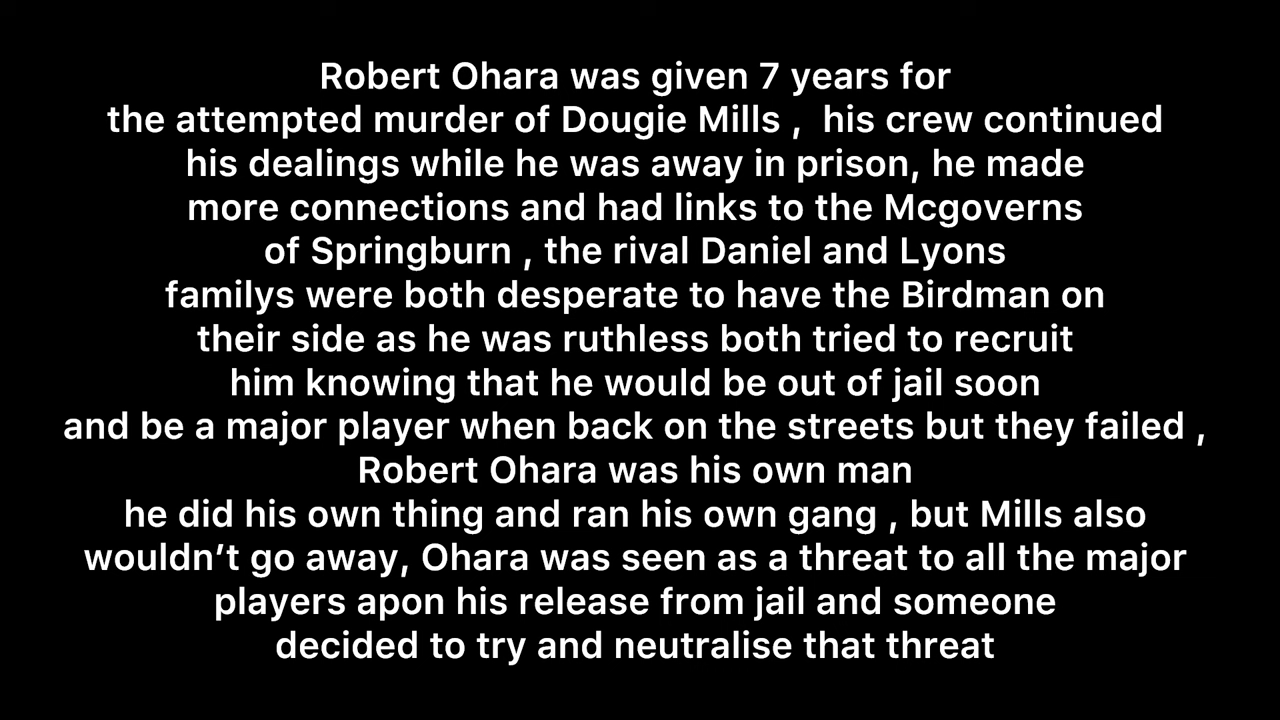 Robert Ohara was given 7 years for
the attempted murder of Dougie Mills ,  his crew continued
his dealings while he was away in prison, he made
more connections and had links to the Mcgoverns
of Springburn , the rival Daniel and Lyons
familys were both desperate to have the Birdman on
their side as he was ruthless both tried to recruit
him knowing that he would be out of jail soon
and be a major player when back on the streets but they failed ,
Robert Ohara was his own man
he did his own thing and ran his own gang , but Mills also
wouldn’t go away, Ohara was seen as a threat to all the major
players apon his release from jail and someone
decided to try and neutralise that threat